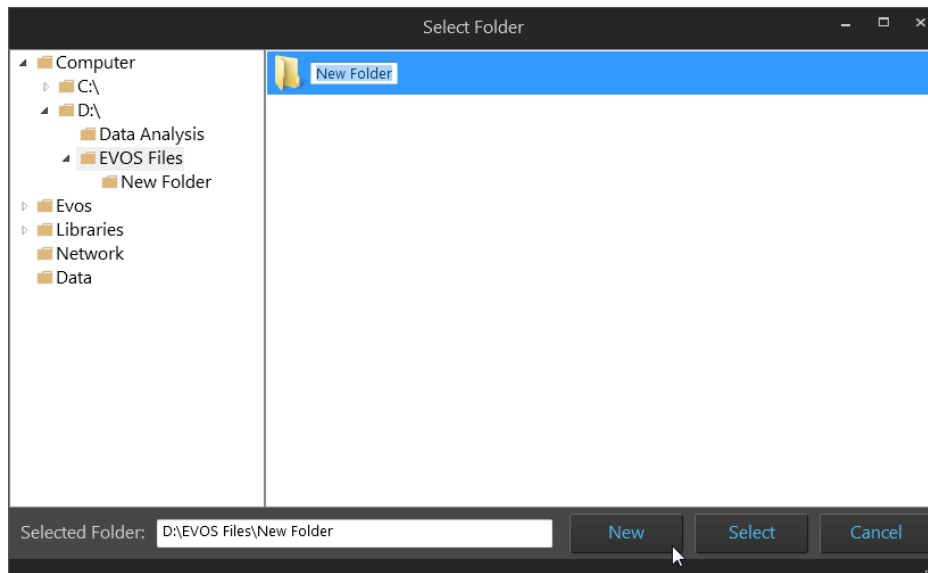 Select Folder
Computer
C:\
D:\
Data Analysis
EVOS Files
New Folder
Evos
Libraries
Network
Data
New Folder
Selected Folder: D:\EVOS Files\New Folder
New
Select
Cancel